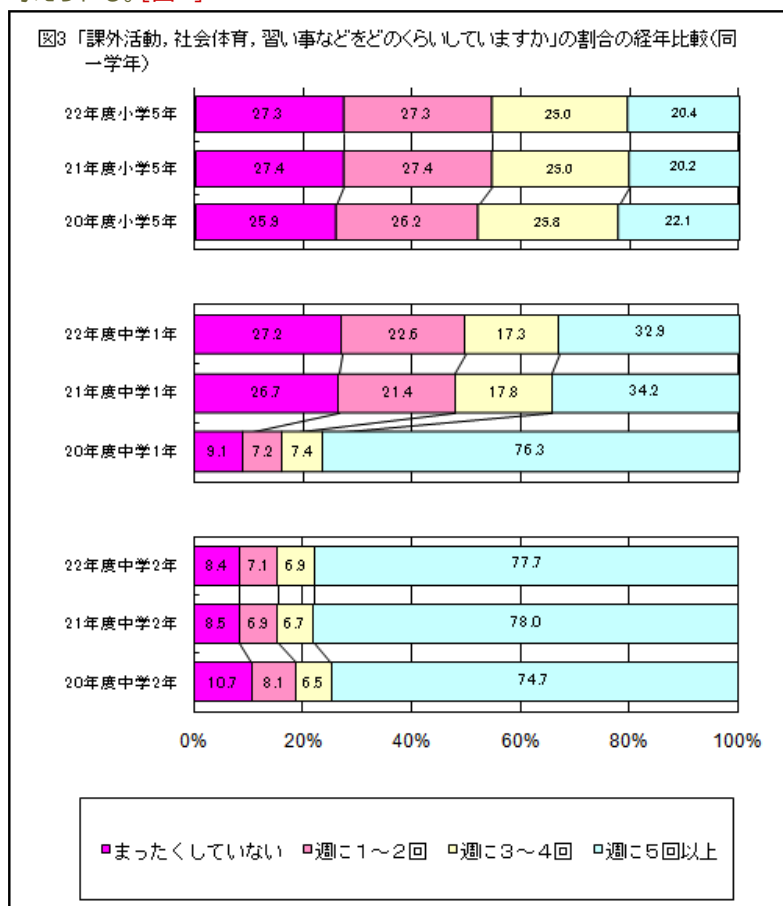 図3 「課外活動，社会体育，習い事などをどのくらいしていますか」の割合の経年比較(同
一学年)
22年度小学5年 27.3 27.3 25.0 20.4
21年度小学5年 27.4 27.4 25.0 20.2
20年度小学5年 25.9 26.2 25.8 22.1
22年度中学1年 27.2 22.6 17.3 32.9
21年度中学1年 26.7 21.4 17.8 34.2
20年度中学1年 9.1 7.2 7.4 76.3
22年度中学2年 8.4 7.1 6.9 77.7
21年度中学2年 8.5 6.9 6.7 78.0
20年度中学2年 10.7 8.1 6.5 74.7
0% 20% 40% 60% 80% 100%
まったくしていない 週に1～2回 週に3～4回 週に5回以上